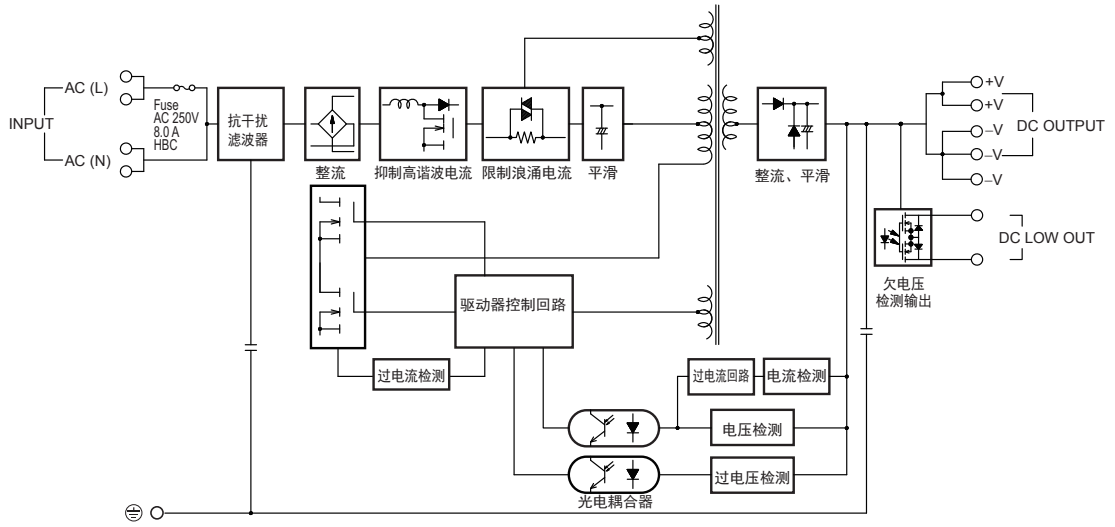 INPUT
AC (L)
AC (N)
Fuse
AC 250V
8.0 A
HBC
抗干扰
滤波器
整流
抑制高谐波电流
限制浪涌电流
平滑
整流、平滑
+V
+V
−V
−V
−V
DC OUTPUT
DC LOW OUT
欠电压
检测输出
驱动器控制回路
过电流检测
过电流回路
电流检测
电压检测
过电压检测
光电耦合器